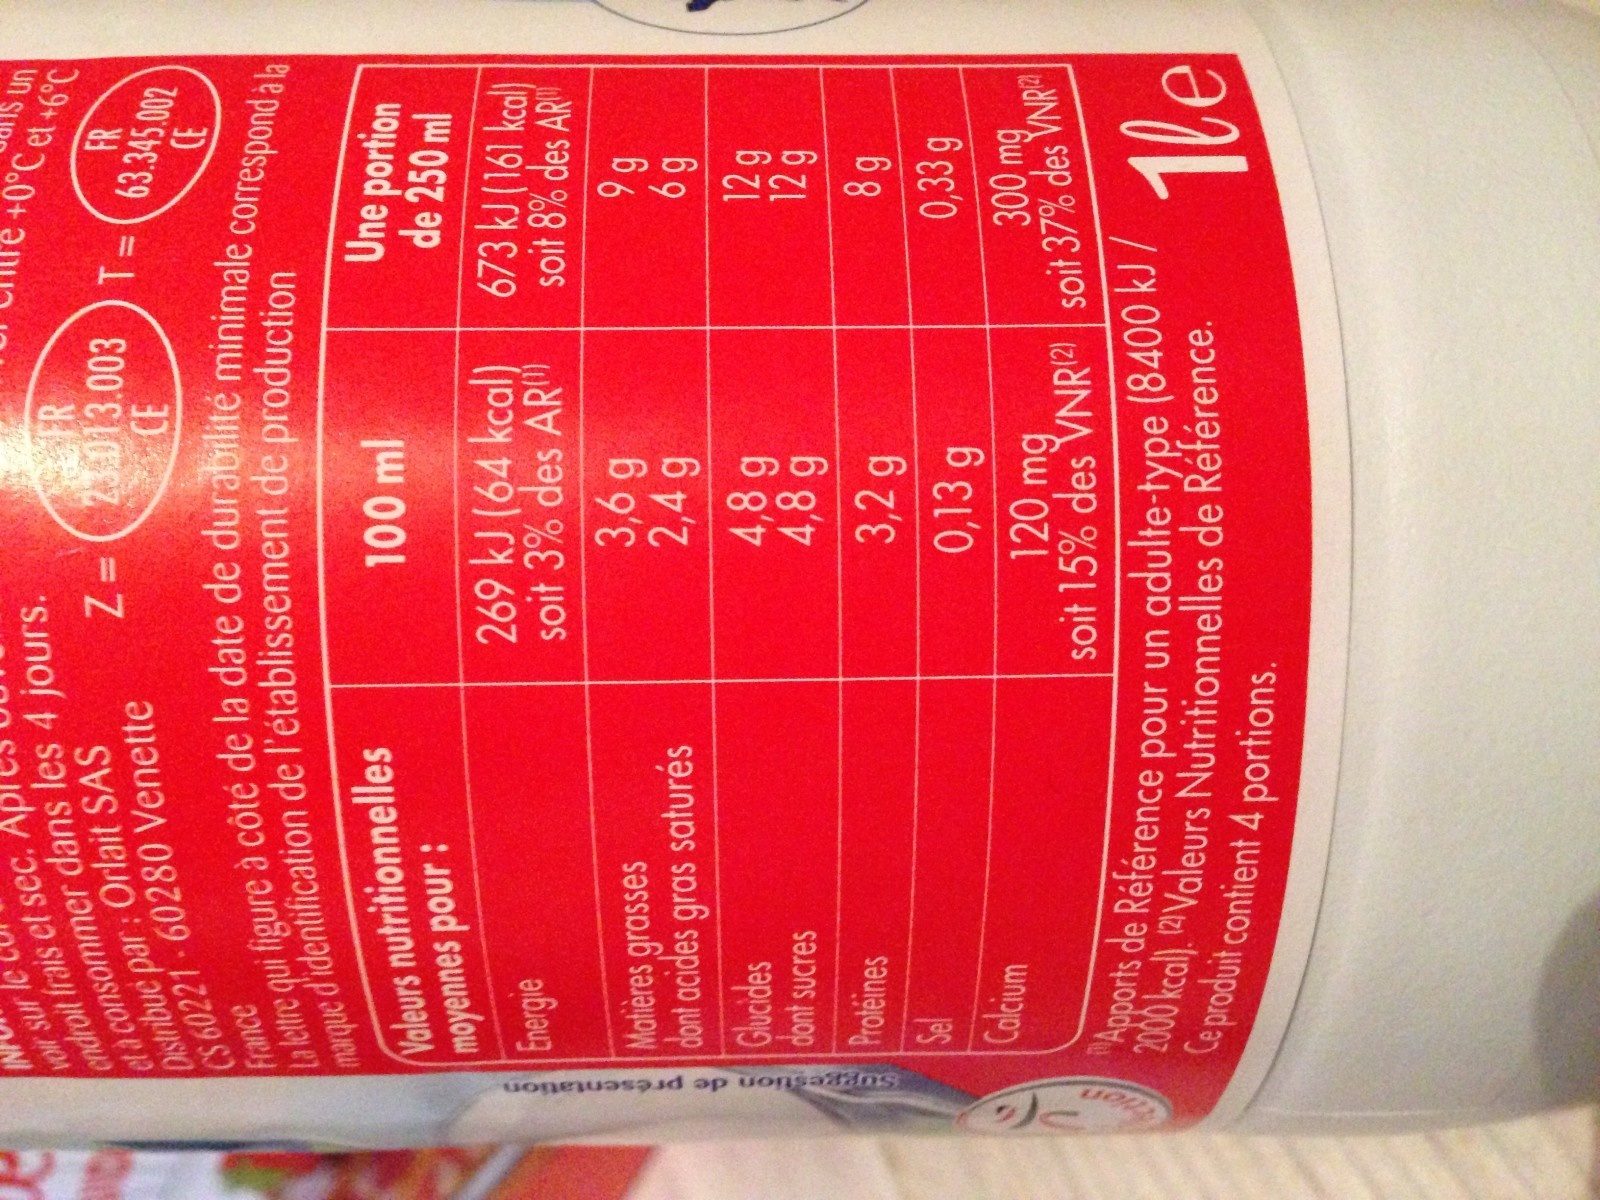 voir sur le
endroit frais et sec. Après
et à consommer dans les 4 jours.
entre +0°C et +6°C
Distribué par : Orlait SAS
CS 60221 - 60280 Venette
France
Z =
FR
23.013.003
CE
T =
FR
63.345.002
CE
La lettre qui figure à côté de la date de durabilité minimale correspond à la
marque d'identification de l'établissement de production
Valeurs nutritionnelles moyennes pour : 100 ml Une portion de 250 ml
Energie 269 kJ (64 kcal) 673 kJ (161 kcal)
soit 3% des AR(1) soit 8% des AR(1)
Matières grasses 3,6 g 9 g
dont acides gras saturés 2,4 g 6 g
Glucides 4,8 g 12 g
dont sucres 4,8 g 12 g
Protéines 3,2 g 8 g
Sel 0,13 g 0,33 g
Calcium 120 mg 300 mg
soit 15% des VNR(2) soit 37% des VNR(2)
(1)Apports de Référence pour un adulte-type (8400 kJ /
2000 kcal). (2)Valeurs Nutritionnelles de Référence.
Ce produit contient 4 portions.
1le
Suggestion de présentation